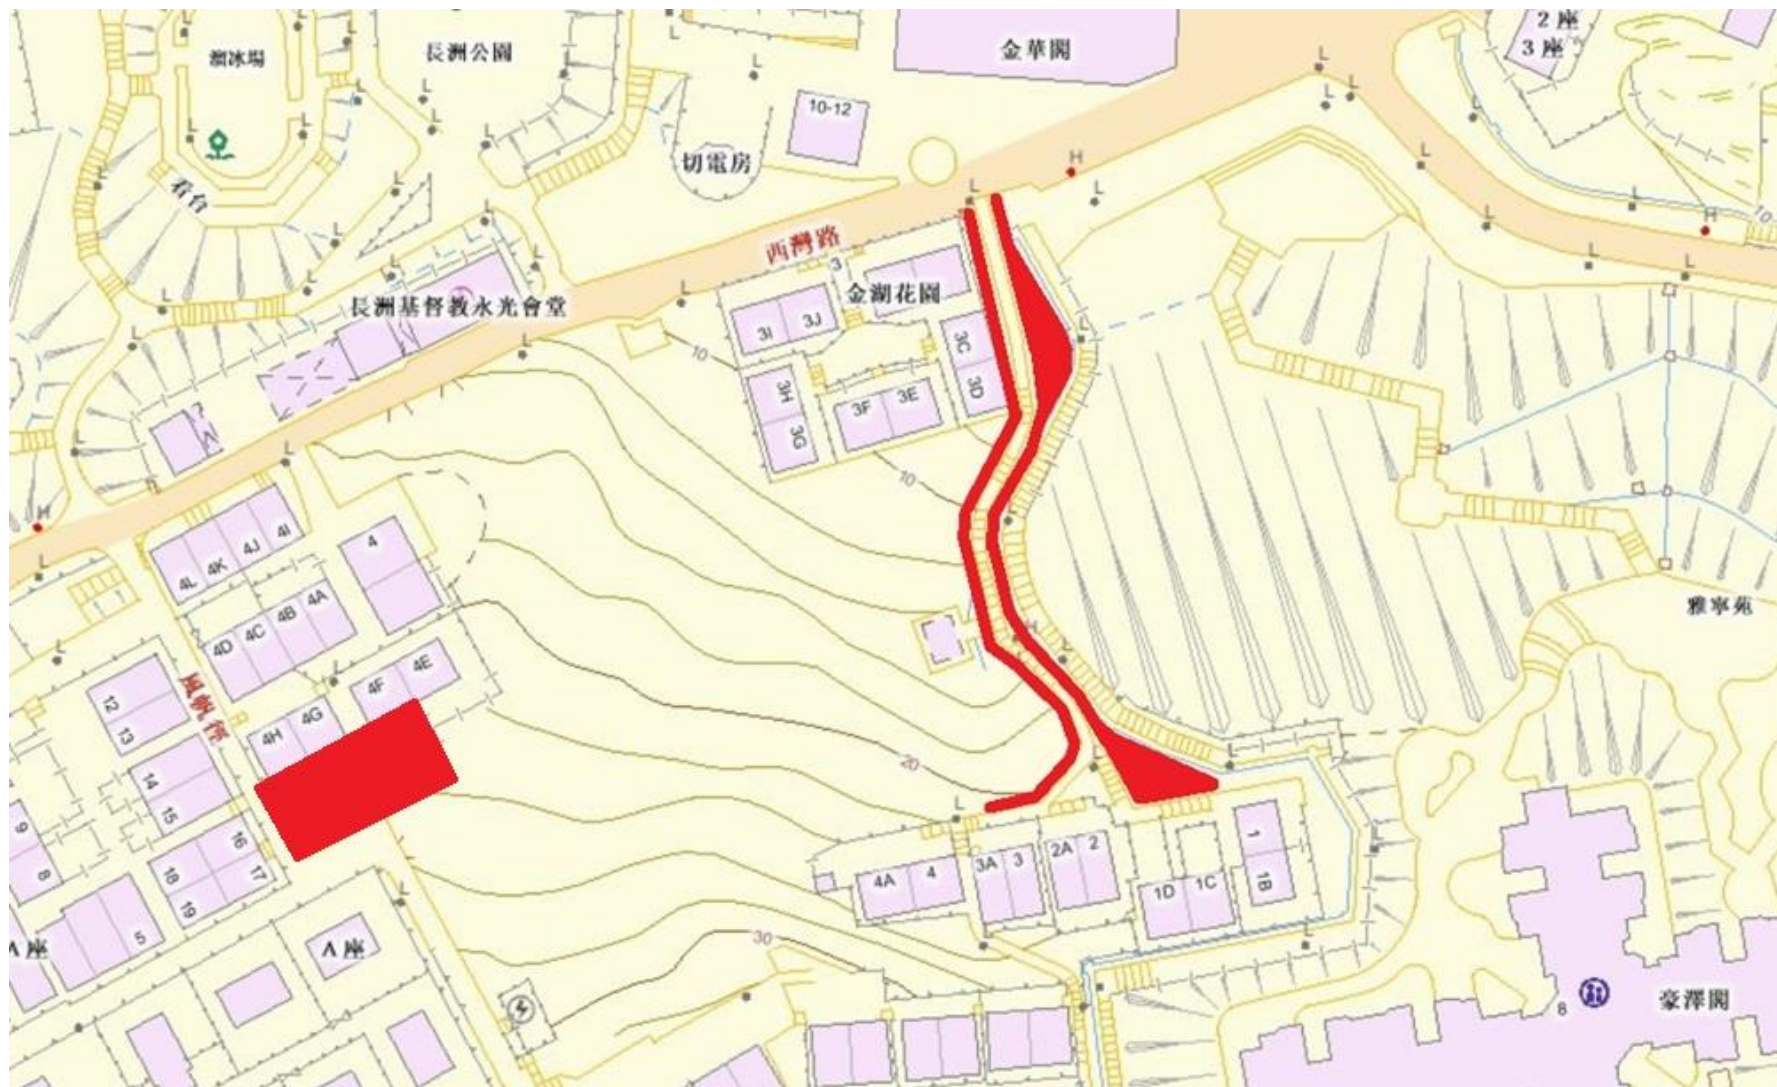 溜冰場
長洲公園
金華閣
2座
3座
10-12
看台
切電房
西灣路
3
金湖花園
長洲基督教永光會堂
3I
3J
3C
3D
3H
3G
3F
3E
10
10
10
H
H
H
H
4L
4K
4J
4I
4
4D
4C
4B
4A
4F
4E
4H
4G
12
13
14
15
16
17
18
19
9
8
5
A座
A座
20
30
4A
4
3A
3
2A
2
1D
1C
1
1B
雅寧苑
豪澤閣
8